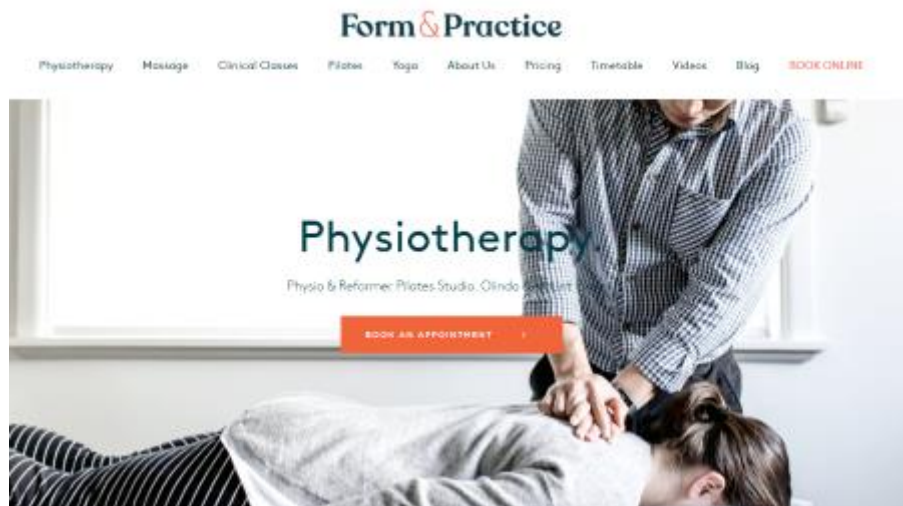 Form & Practice
Physiotherapy Massage Clinical Classes Pilates Yoga About Us Pricing Timetable Videos Blog BOOK ONLINE
Physiotherapy.
Physio & Reformer Pilates Studio. Olinda
BOOK AN APPOINTMENT >